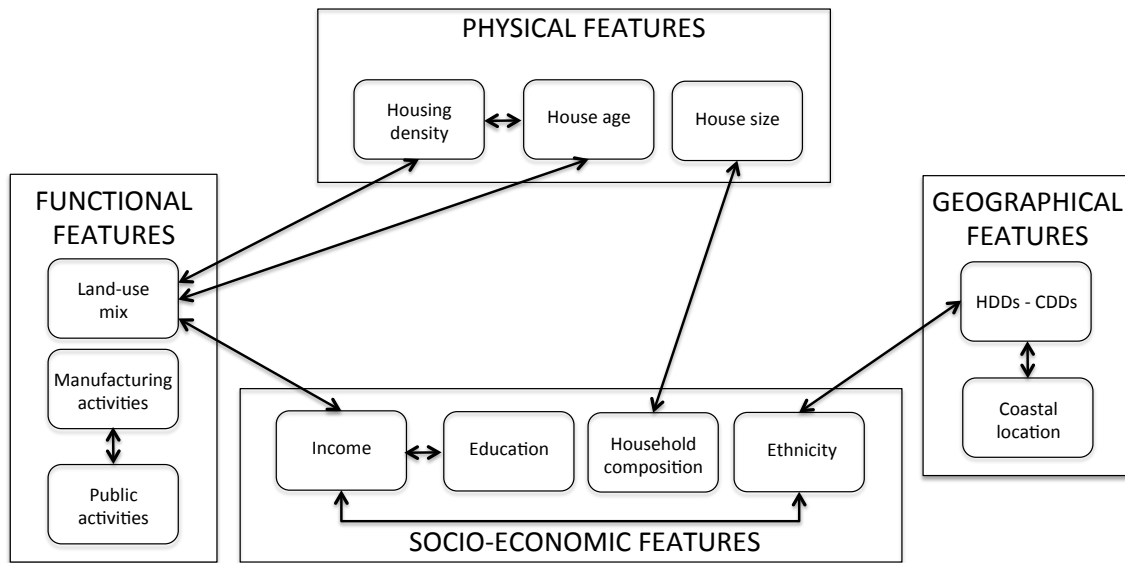 PHYSICAL FEATURES
Housing
density
House age
House size
FUNCTIONAL
FEATURES
Land-use
mix
Manufacturing
activities
Public
activities
GEOGRAPHICAL
FEATURES
HDDs - CDDs
Coastal
location
Income
Education
Household
composition
Ethnicity
SOCIO-ECONOMIC FEATURES